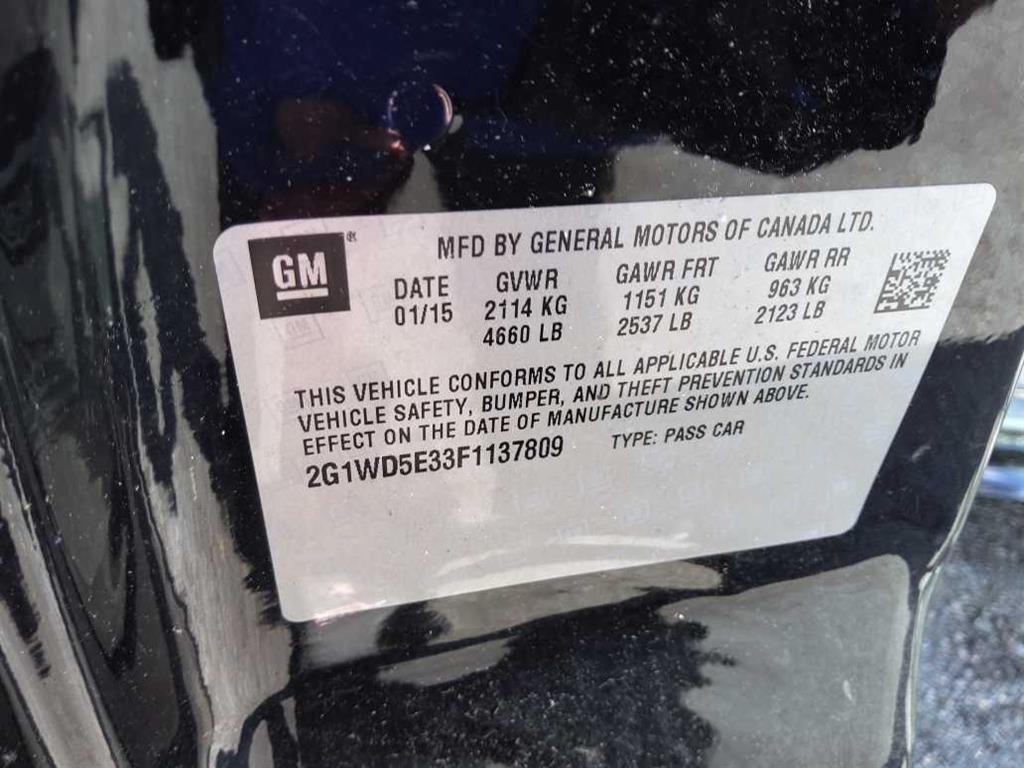 GM®
MFD BY GENERAL MOTORS OF CANADA LTD.
DATE GVWR GAWR FRT GAWR RR
01/15 2114 KG 1151 KG 963 KG
4660 LB 2537 LB 2123 LB
THIS VEHICLE CONFORMS TO ALL APPLICABLE U.S. FEDERAL MOTOR
VEHICLE SAFETY, BUMPER, AND THEFT PREVENTION STANDARDS IN
EFFECT ON THE DATE OF MANUFACTURE SHOWN ABOVE.
2G1WD5E33F1137809 TYPE: PASS CAR